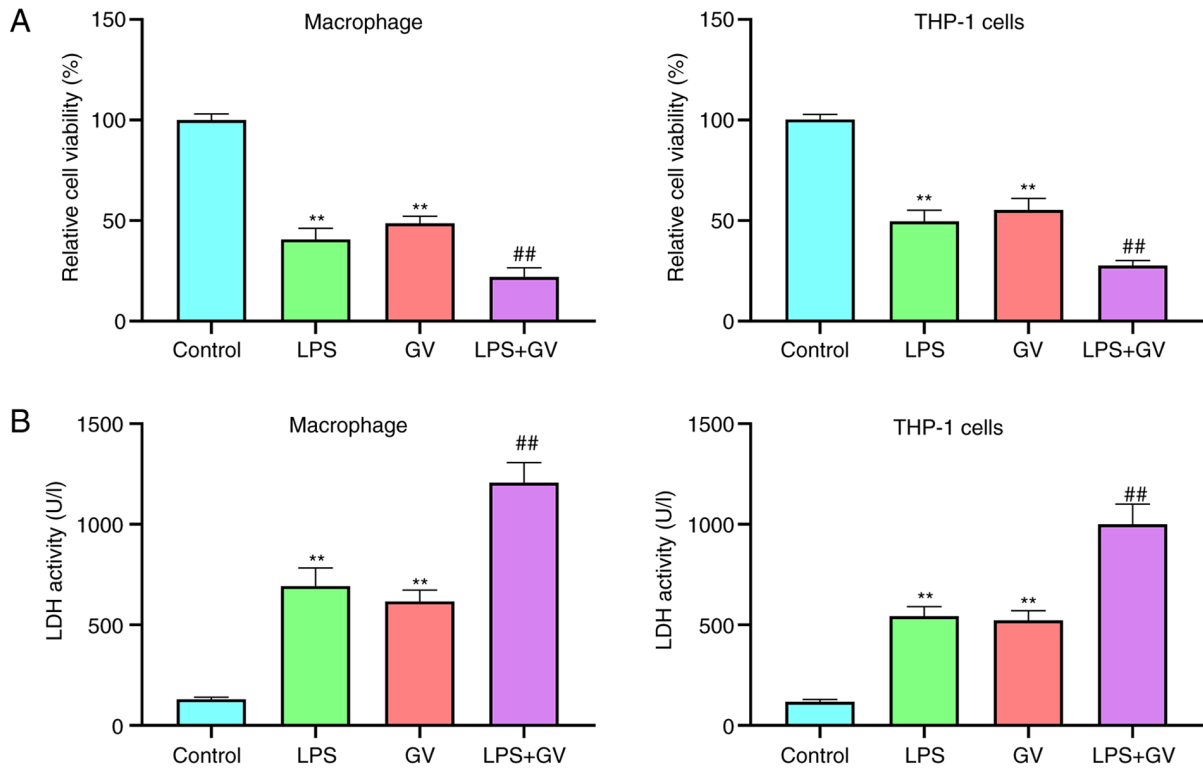 A
Macrophage
Relative cell viability (%)
150
100
50
0
**
**
##
Control LPS GV LPS+GV
THP-1 cells
Relative cell viability (%)
150
100
50
0
**
**
##
Control LPS GV LPS+GV
B
Macrophage
LDH activity (U/l)
1500
1000
500
0
**
**
##
Control LPS GV LPS+GV
THP-1 cells
LDH activity (U/l)
1500
1000
500
0
**
**
##
Control LPS GV LPS+GV